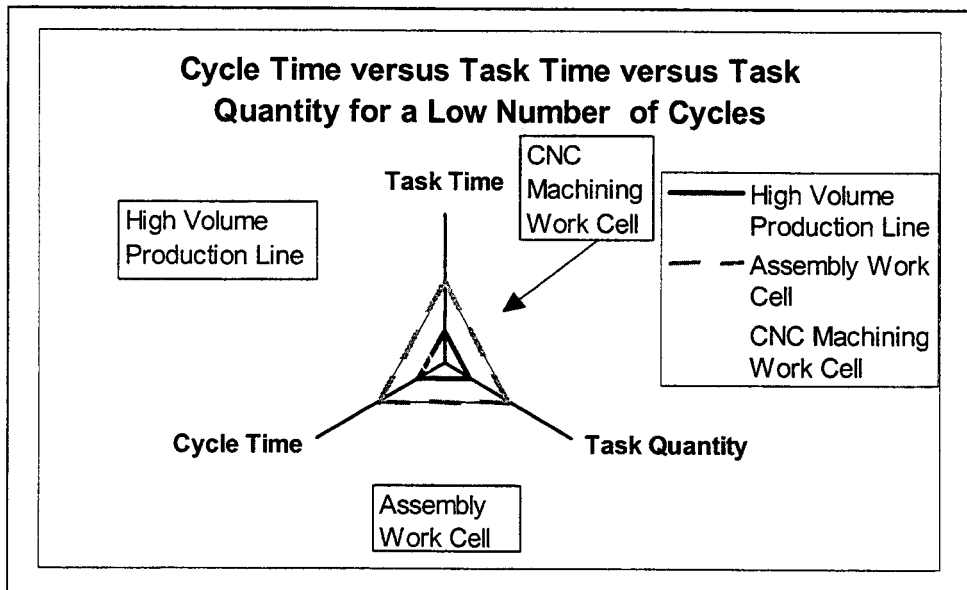 Cycle Time versus Task Time versus Task
Quantity for a Low Number of Cycles
CNC
Machining
Work Cell
Task Time
High Volume
Production Line
High Volume
Production Line
Assembly Work
Cell
CNC Machining
Work Cell
Cycle Time
Task Quantity
Assembly
Work Cell